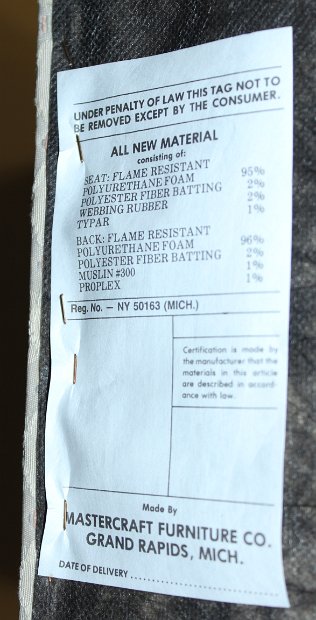 UNDER PENALTY OF LAW THIS TAG NOT TO
BE REMOVED EXCEPT BY THE CONSUMER.
ALL NEW MATERIAL
consisting of:
SEAT: FLAME RESISTANT
POLYURETHANE FOAM 95%
POLYESTER FIBER BATTING 2%
WEBBING RUBBER 2%
TYPAR 1%
BACK: FLAME RESISTANT
POLYURETHANE FOAM 96%
POLYESTER FIBER BATTING 2%
MUSLIN #300 1%
PROPLEX 1%
Reg. No. — NY 50163 (MICH.)
Certification is made by
the manufacturer that the
materials in this article
are described in accord-
ance with law.
Made By
MASTERCRAFT FURNITURE CO.
GRAND RAPIDS, MICH.
DATE OF DELIVERY